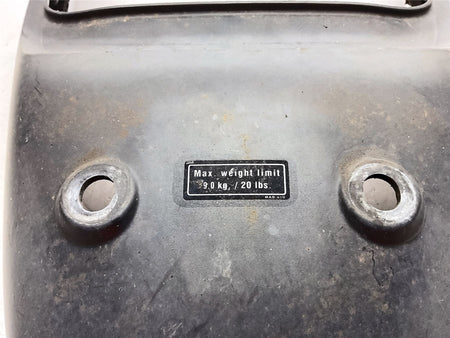 Max. weight limit
9.0 kg. / 20 lbs.